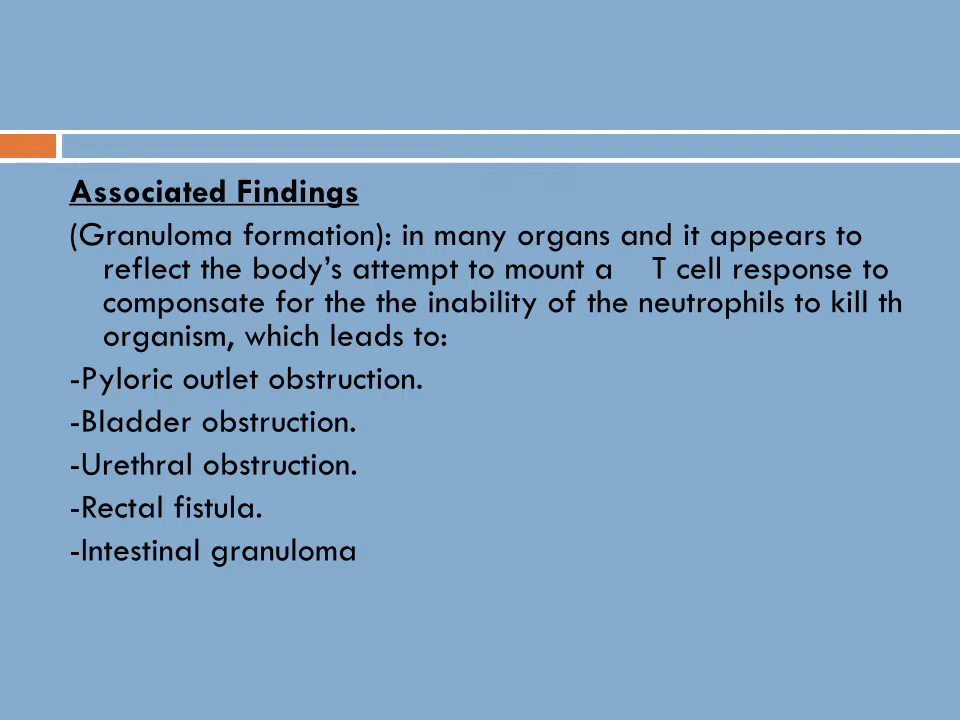 Associated Findings
(Granuloma formation): in many organs and it appears to
reflect the body’s attempt to mount a    T cell response to
componsate for the the inability of the neutrophils to kill th
organism, which leads to:
-Pyloric outlet obstruction.
-Bladder obstruction.
-Urethral obstruction.
-Rectal fistula.
-Intestinal granuloma